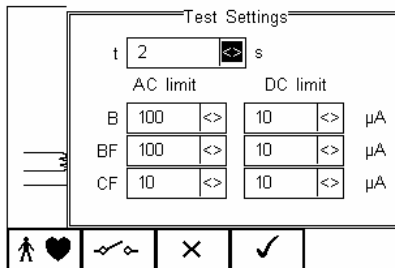 Test Settings
t 2 <> s
AC limit DC limit
B 100 <> 10 <> µA
BF 100 <> 10 <> µA
CF 10 <> 10 <> µA